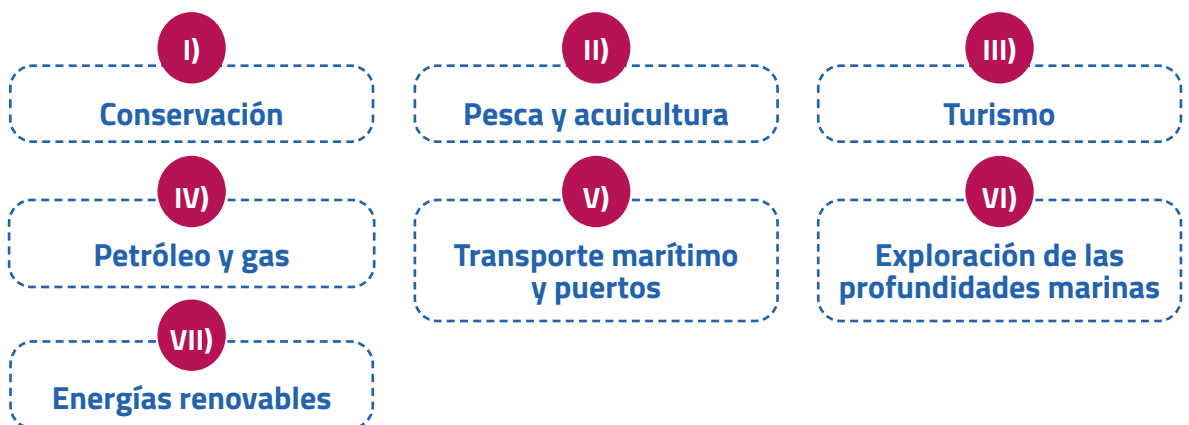 I)
Conservación
II)
Pesca y acuicultura
III)
Turismo
IV)
Petróleo y gas
V)
Transporte marítimo
y puertos
VI)
Exploración de las
profundidades marinas
VII)
Energías renovables